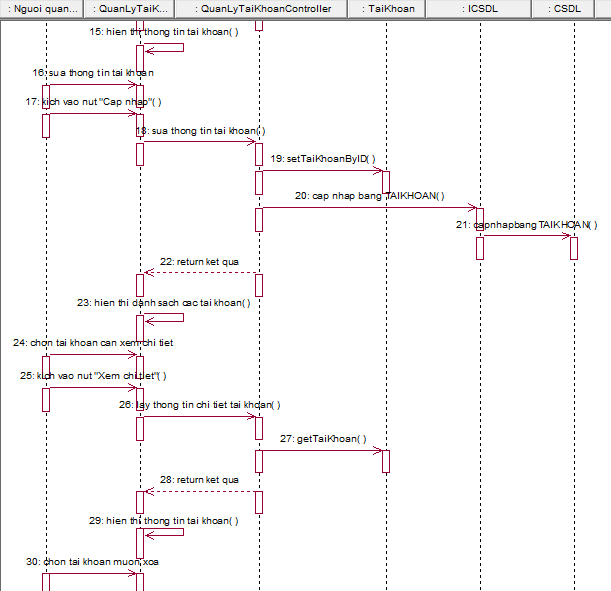 : Nguoi quan...
: QuanLyTaiK...
: QuanLyTaiKhoanController
: TaiKhoan
: ICSDL
: CSDL
15: hien thi thong tin tai khoan( )
16: sua thong tin tai khoan
17: kich vao nut "Cap nhap"( )
18: sua thong tin tai khoan( )
19: setTaiKhoanByID( )
20: cap nhap bang TAIKHOAN( )
21: capnhapbang TAIKHOAN( )
22: return ket qua
23: hien thi danh sach cac tai khoan( )
24: chon tai khoan can xem chi tiet
25: kich vao nut "Xem chi tiet"( )
26: lay thong tin chi tiet tai khoan( )
27: getTaiKhoan( )
28: return ket qua
29: hien thi thong tin tai khoan( )
30: chon tai khoan muon xoa